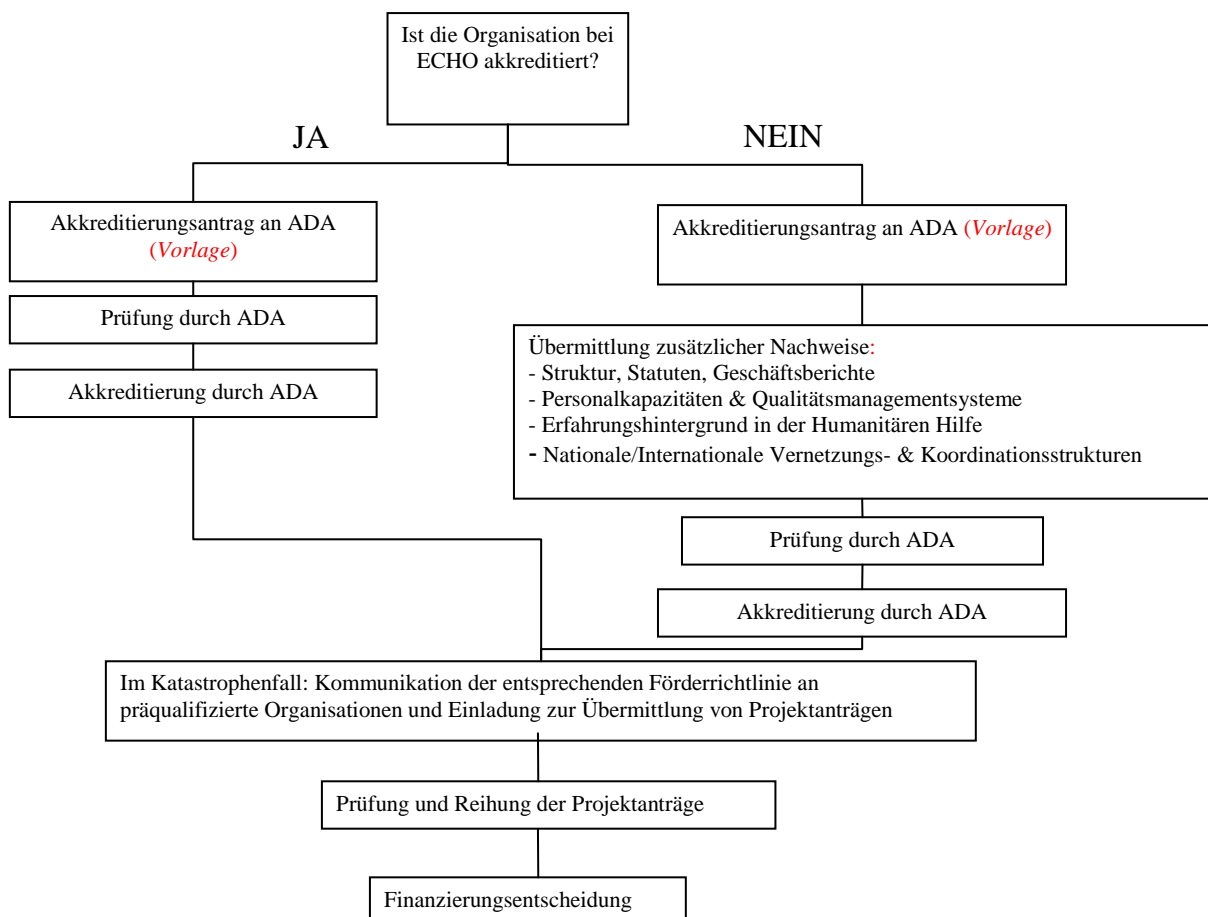 Ist die Organisation bei
ECHO akkreditiert?
JA
NEIN
Akkreditierungsantrag an ADA
(Vorlage)
Prüfung durch ADA
Akkreditierung durch ADA
Akkreditierungsantrag an ADA (Vorlage)
Übermittlung zusätzlicher Nachweise:
- Struktur, Statuten, Geschäftsberichte
- Personalkapazitäten & Qualitätsmanagementsysteme
- Erfahrungshintergrund in der Humanitären Hilfe
- Nationale/Internationale Vernetzungs- & Koordinationsstrukturen
Prüfung durch ADA
Akkreditierung durch ADA
Im Katastrophenfall: Kommunikation der entsprechenden Förderrichtlinie an
präqualifizierte Organisationen und Einladung zur Übermittlung von Projektanträgen
Prüfung und Reihung der Projektanträge
Finanzierungsentscheidung